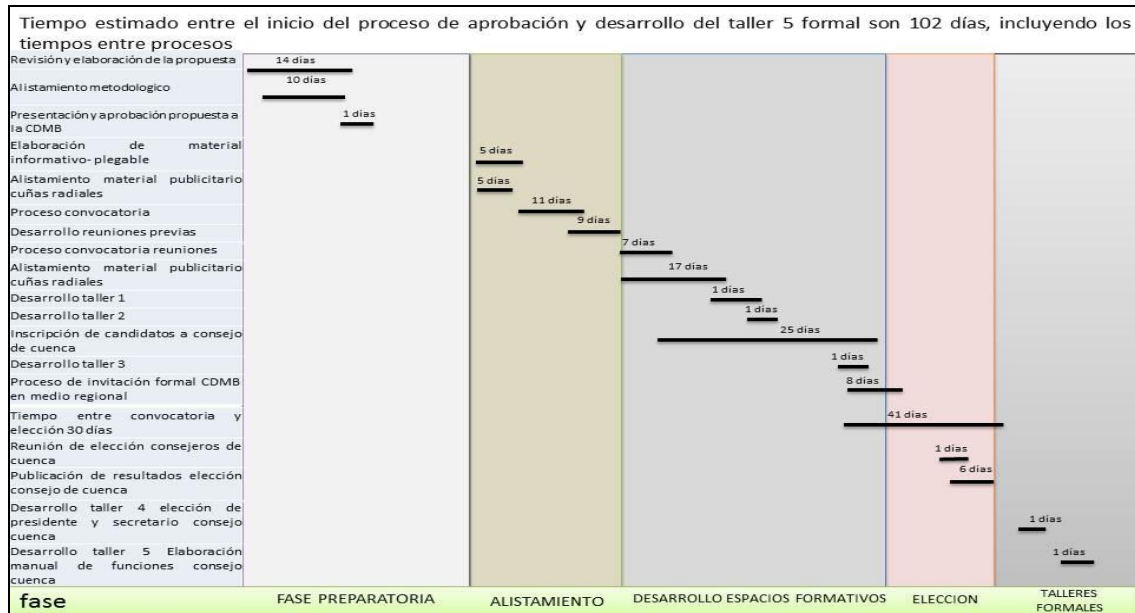 Tiempo estimado entre el inicio del proceso de aprobación y desarrollo del taller 5 formal son 102 días, incluyendo los
tiempos entre procesos
Revisión y elaboración de la propuesta
14 días
Alistamiento metodologico
10 días
Presentación y aprobación propuesta a
la CDMB
1 días
Elaboración de material
informativo- plegable
5 días
Alistamiento material publicitario
cuñas radiales
5 días
Proceso convocatoria
11 días
Desarrollo reuniones previas
9 días
Proceso convocatoria reuniones
7 días
Alistamiento material publicitario
cuñas radiales
17 días
Desarrollo taller 1
1 días
Desarrollo taller 2
1 días
Inscripción de candidatos a consejo
de cuenca
25 días
Desarrollo taller 3
1 días
Proceso de invitación formal CDMB
en medio regional
8 días
Tiempo entre convocatoria y
elección 30 días
41 días
Reunión de elección consejeros de
cuenca
1 días
Publicación de resultados elección
consejo de cuenca
6 días
Desarrollo taller 4 elección de
presidente y secretario consejo
cuenca
1 días
Desarrollo taller 5 Elaboración
manual de funciones consejo
cuenca
1 días
fase
FASE PREPARATORIA
ALISTAMIENTO
DESARROLLO ESPACIOS FORMATIVOS
ELECCION
TALLERES
FORMALES